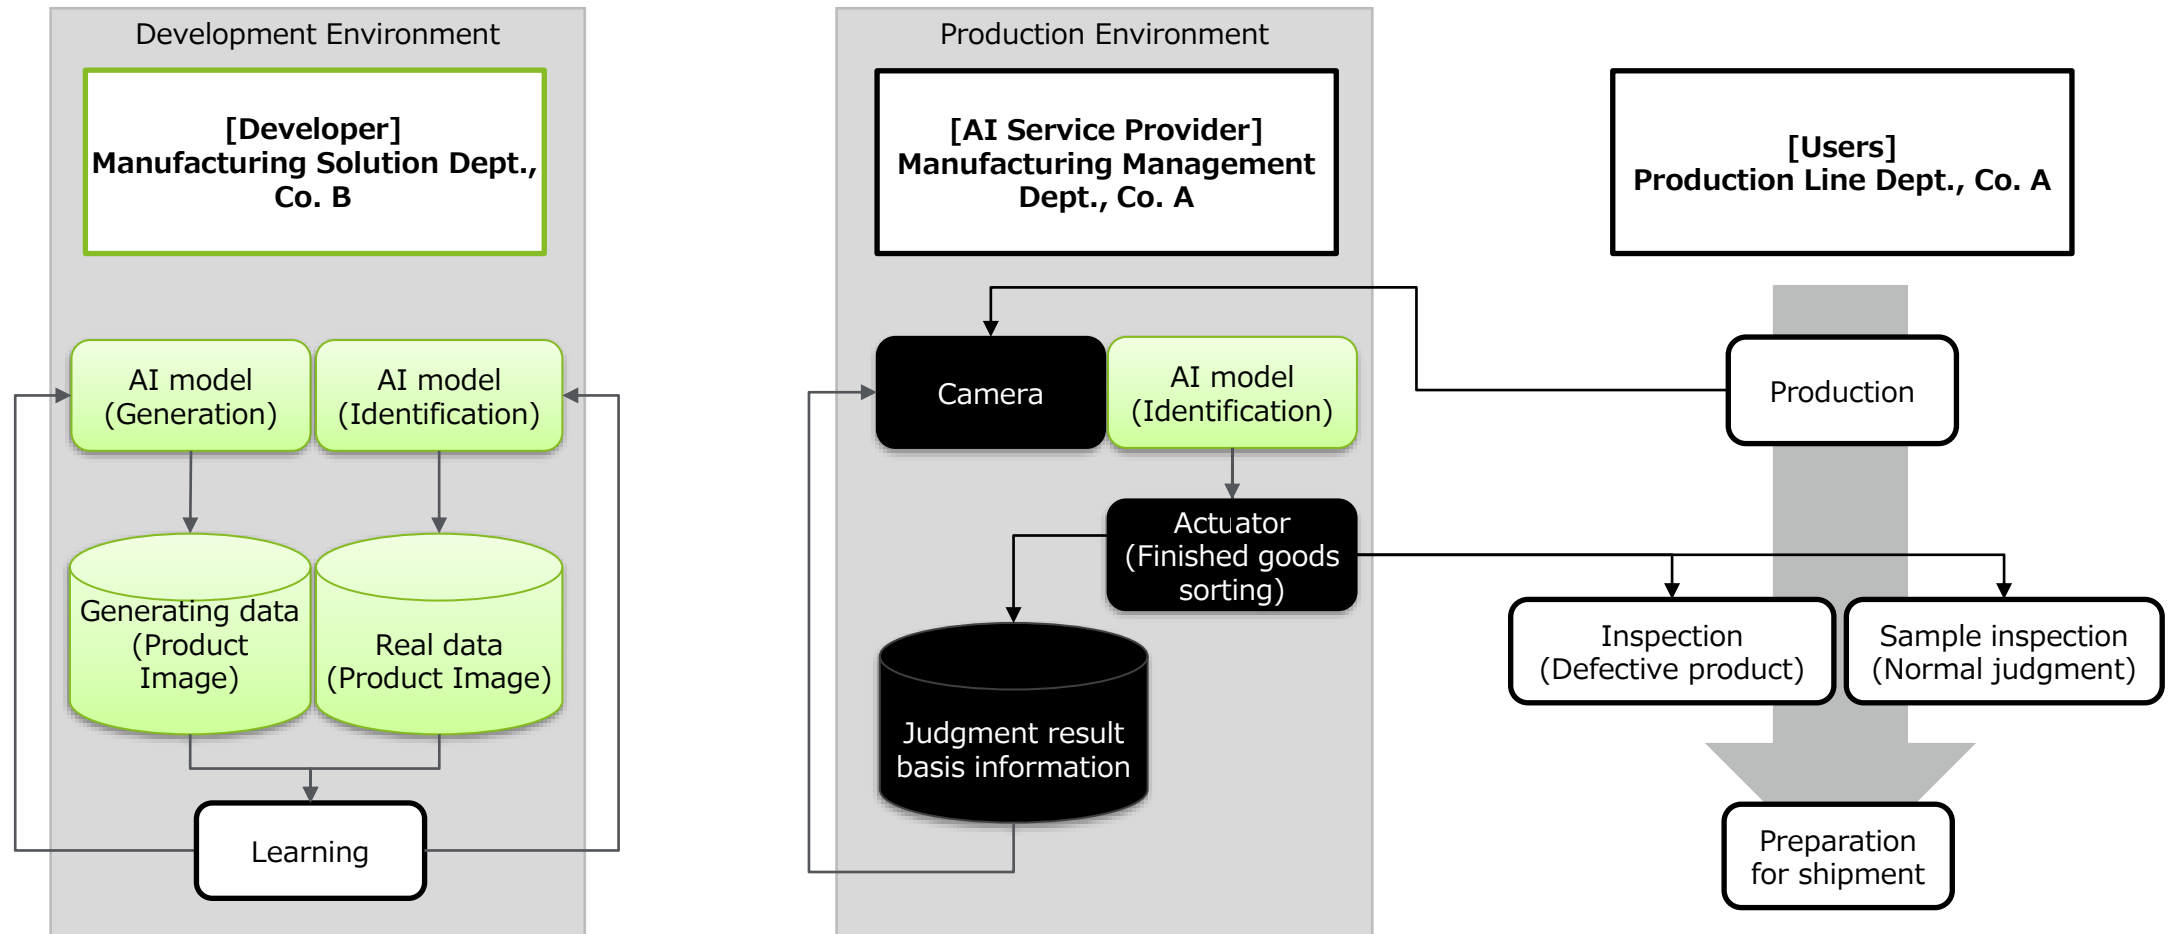 Development Environment
[Developer]
Manufacturing Solution Dept.,
Co. B
AI model
(Generation)
AI model
(Identification)
Generating data
(Product
Image)
Real data
(Product Image)
Learning
Production Environment
[AI Service Provider]
Manufacturing Management
Dept., Co. A
Camera
AI model
(Identification)
Actuator
(Finished goods
sorting)
Judgment result
basis information
[Users]
Production Line Dept., Co. A
Production
Inspection
(Defective product)
Sample inspection
(Normal judgment)
Preparation
for shipment